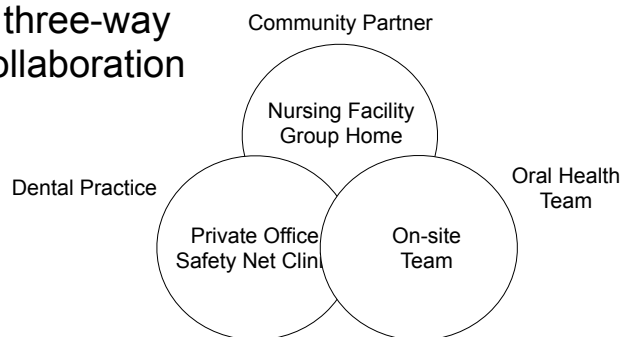 three-way
ollaboration
Community Partner
Nursing Facility
Group Home
Dental Practice
Oral Health
Team
Private Office
Safety Net Clini
On-site
Team